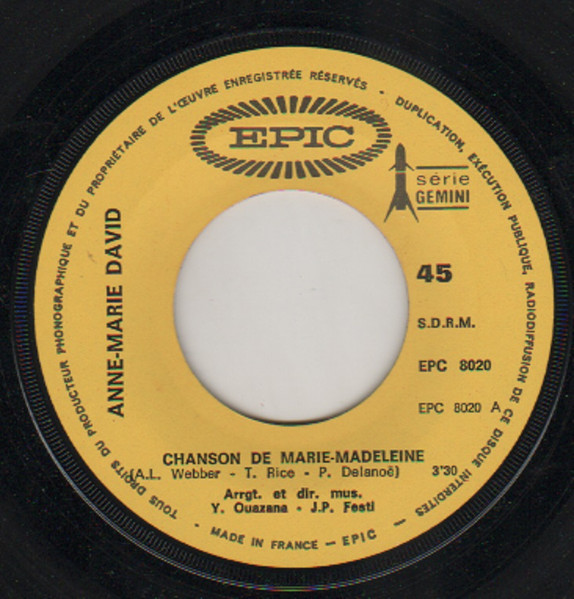 TOUS DROITS DU PRODUCTEUR PHONOGRAPHIQUE ET DU PROPRIÉTAIRE DE L'ŒUVRE ENREGISTRÉE RÉSERVÉS - DUPLICATION, EXÉCUTION PUBLIQUE, RADIODIFFUSION DE CE DISQUE INTERDITES
EPIC
série
GEMINI
ANNE-MARIE DAVID
45
S.D.R.M.
EPC 8020
EPC 8020 A
CHANSON DE MARIE-MADELEINE
(A.L. Webber - T. Rice - P. Delanoë) 3'30
Arrgt. et dir. mus.
Y. Ouazana - J.P. Festi
- MADE IN FRANCE - EPIC -